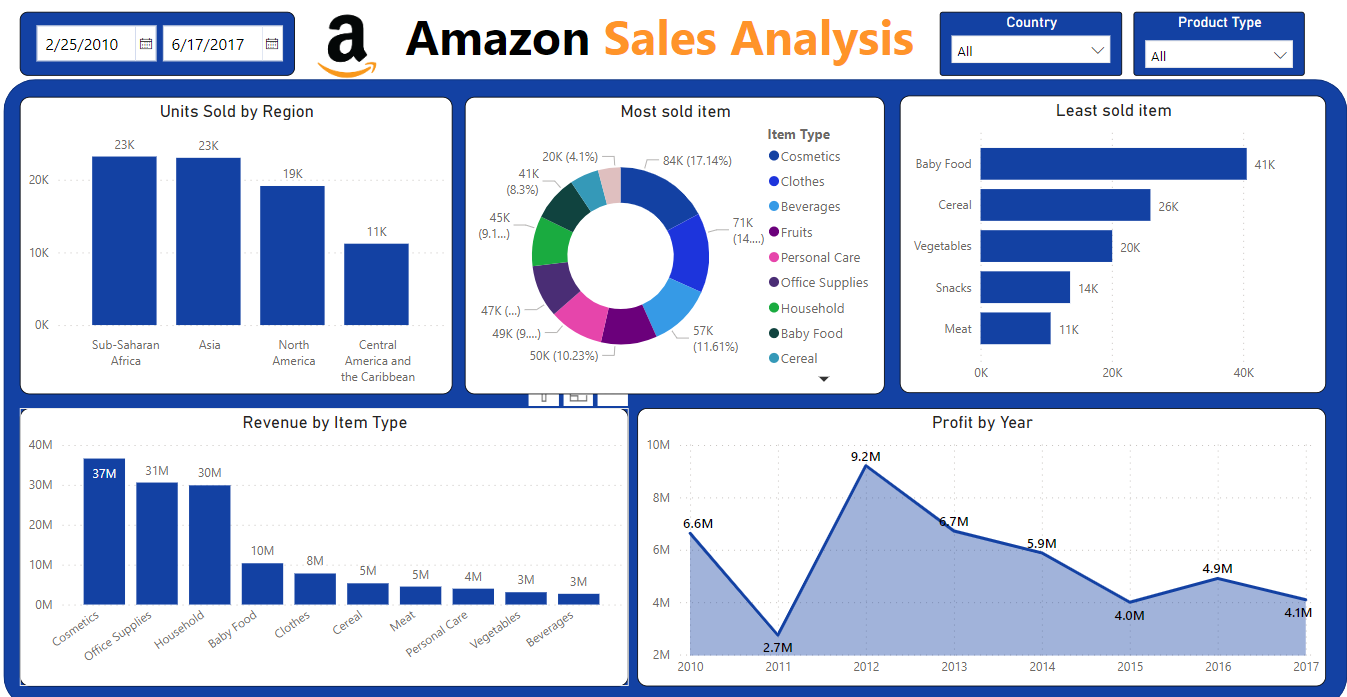 2/25/2010
6/17/2017
a
Amazon Sales Analysis
Country
All
Product Type
All
Units Sold by Region
23K
23K
19K
11K
20K
10K
0K
Sub-Saharan
Africa
Asia
North
America
Central
America and
the Caribbean
Most sold item
20K (4.1%)
84K (17.14%)
41K
(8.3%)
71K
(14....)
45K
(9.1...)
47K (...)
57K
(11.61%)
49K (9....)
50K (10.23%)
Item Type
Cosmetics
Clothes
Beverages
Fruits
Personal Care
Office Supplies
Household
Baby Food
Cereal
Least sold item
Baby Food
41K
Cereal
26K
Vegetables
20K
Snacks
14K
Meat
11K
0K
20K
40K
Revenue by Item Type
40M
30M
20M
10M
0M
37M
31M
30M
10M
8M
5M
5M
4M
3M
3M
Cosmetics
Office Supplies
Household
Baby Food
Clothes
Cereal
Meat
Personal Care
Vegetables
Beverages
Profit by Year
10M
8M
6M
4M
2M
6.6M
2.7M
9.2M
6.7M
5.9M
4.0M
4.9M
4.1M
2010
2011
2012
2013
2014
2015
2016
2017